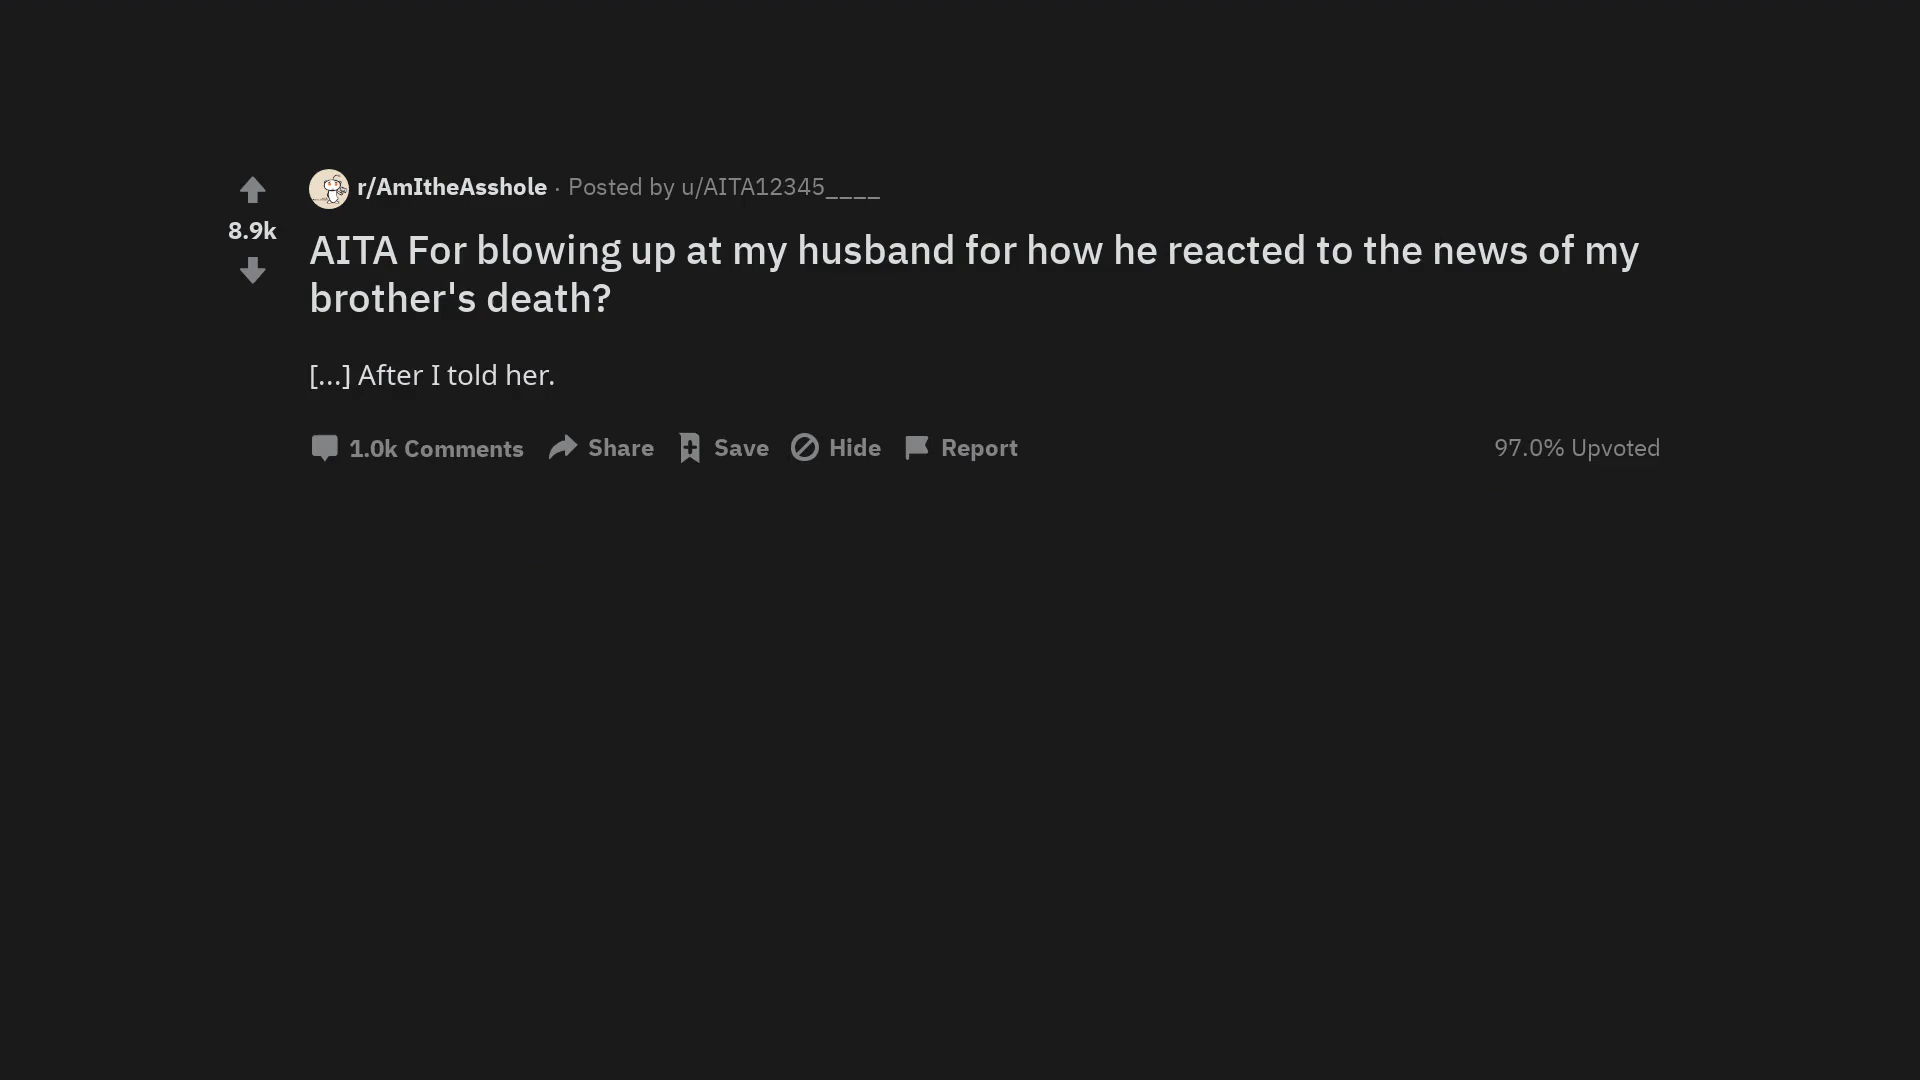 r/AmItheAsshole · Posted by u/AITA12345____
8.9k
AITA For blowing up at my husband for how he reacted to the news of my
brother's death?
[...] After I told her.
1.0k Comments Share Save Hide Report 97.0% Upvoted